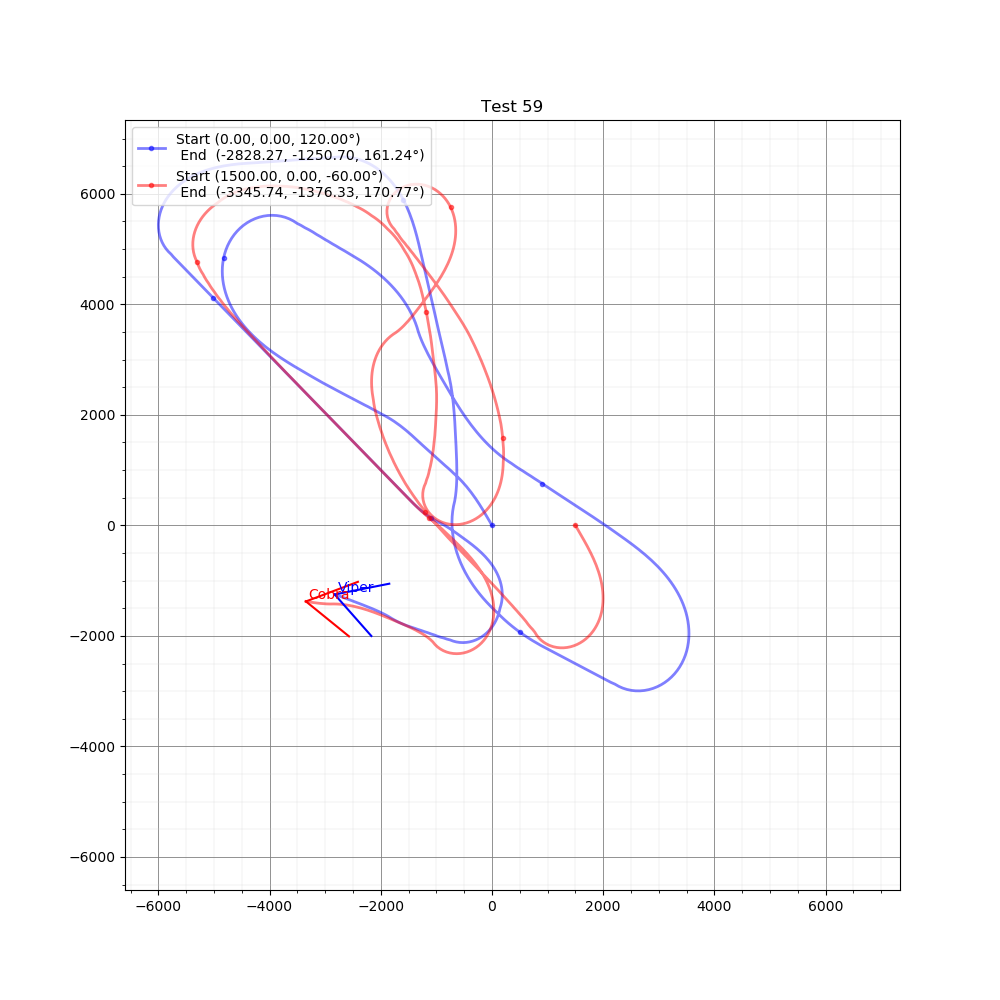 Test 59
Start (0.00, 0.00, 120.00°)
End (-2828.27, -1250.70, 161.24°)
Start (1500.00, 0.00, -60.00°)
End (-3345.74, -1376.33, 170.77°)
6000
4000
2000
0
Viper
Cobra
−2000
−4000
−6000
−6000 −4000 −2000 0 2000 4000 6000